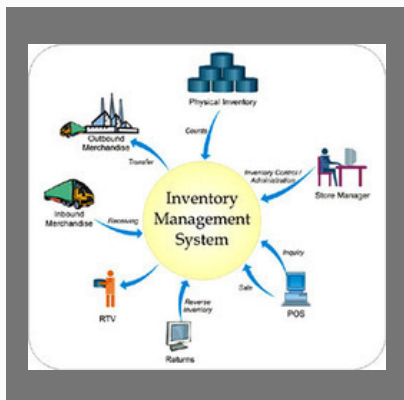 Physical Inventory
Counts
Outbound
Merchandise
Transfer
Inventory Control /
Administration
Store Manager
Inbound
Merchandise
Receiving
Inventory
Management
System
Inquiry
Sale
POS
RTV
Reverse
Inventory
Returns